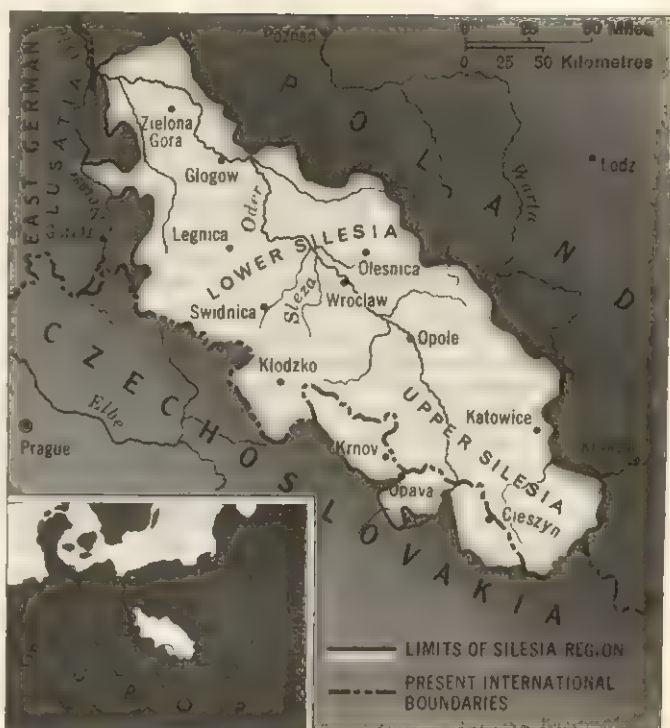 Poznan
0 25 50 Miles
0 25 50 Kilometres
POLAND
EAST GERMANY
LUSATIA
Zielona
Gora
Glogow
Oder
Warta
Lodz
Legnica
LOWER SILESIA
Olesnica
Swidnica
Sleza
Wroclaw
Opole
CZECHOSLOVAKIA
Klodzko
UPPER SILESIA
Elbe
Prague
Katowice
Krnov
Opava
Cieszyn
EUROPE
LIMITS OF SILESIA REGION
PRESENT INTERNATIONAL
BOUNDARIES